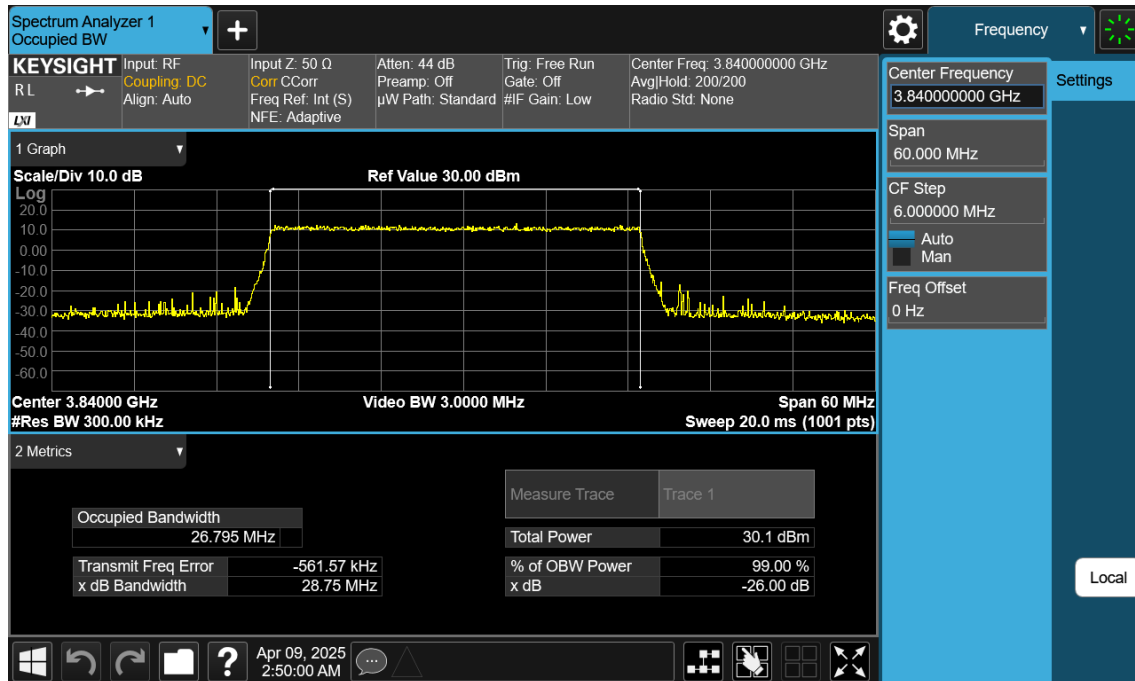 Spectrum Analyzer 1
Occupied BW
Frequency
KEYSIGHT
R L
LXI
Input: RF
Coupling: DC
Align: Auto
Input Z: 50 Ω
Corr CCorr
Freq Ref: Int (S)
NFE: Adaptive
Atten: 44 dB
Preamp: Off
µW Path: Standard
Trig: Free Run
Gate: Off
#IF Gain: Low
Center Freq: 3.840000000 GHz
Avg|Hold: 200/200
Radio Std: None
Center Frequency
3.840000000 GHz
Settings
Span
60.000 MHz
CF Step
6.000000 MHz
Auto
Man
Freq Offset
0 Hz
1 Graph
Scale/Div 10.0 dB
Ref Value 30.00 dBm
Log
20.0
10.0
0.00
-10.0
-20.0
-30.0
-40.0
-50.0
-60.0
Center 3.84000 GHz
Video BW 3.0000 MHz
Span 60 MHz
#Res BW 300.00 kHz
Sweep 20.0 ms (1001 pts)
2 Metrics
Measure Trace Trace 1
Occupied Bandwidth
26.795 MHz
Total Power 30.1 dBm
Transmit Freq Error -561.57 kHz
x dB Bandwidth 28.75 MHz
% of OBW Power 99.00 %
x dB -26.00 dB
Local
Apr 09, 2025
2:50:00 AM